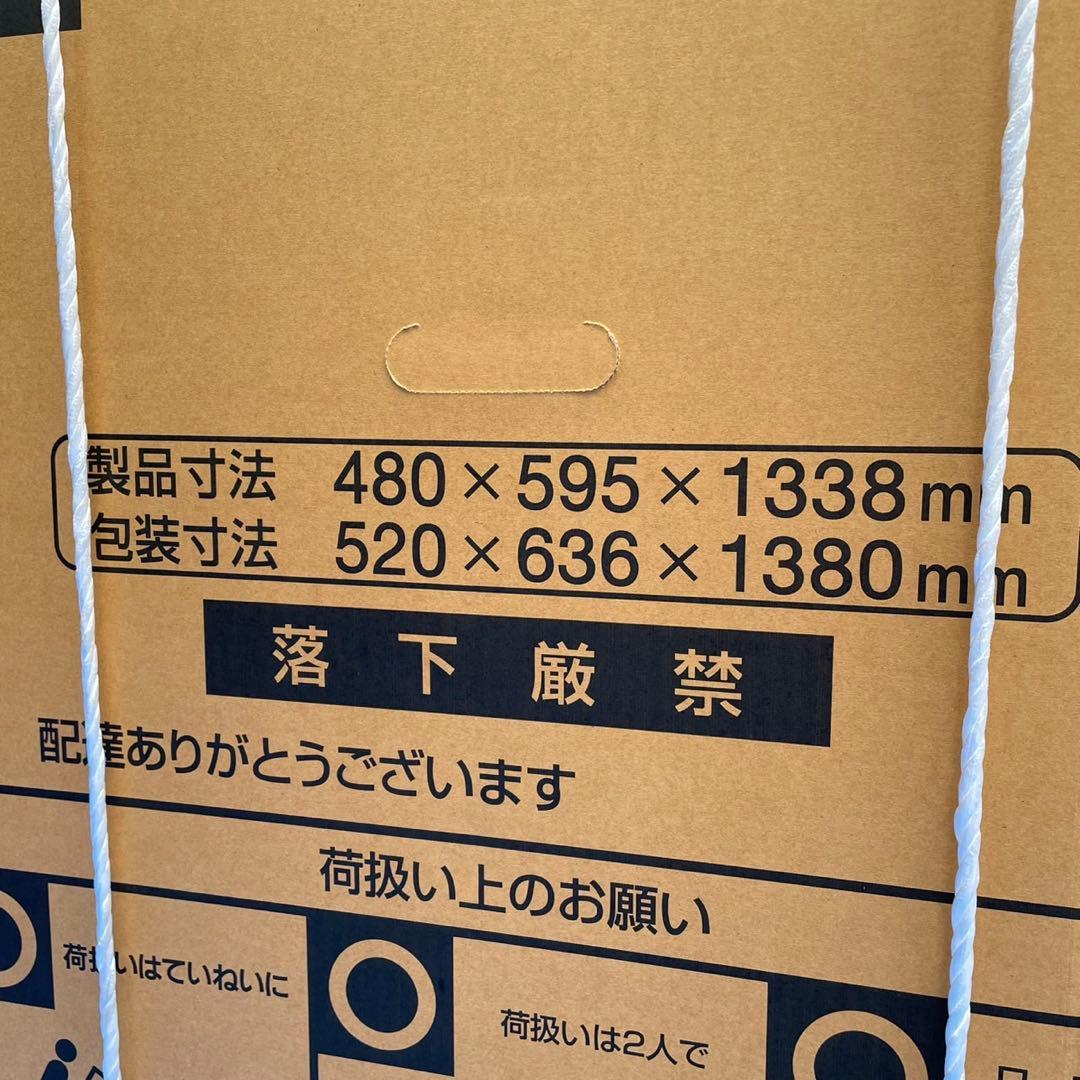 製品寸法 480×595×1338mm
包装寸法 520×636×1380mm
落下厳禁
配達ありがとうございます
荷扱い上のお願い
荷扱いはていねいに
荷扱いは2人で